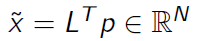 x̃ = Lᵀp ∈ ℝᴺ